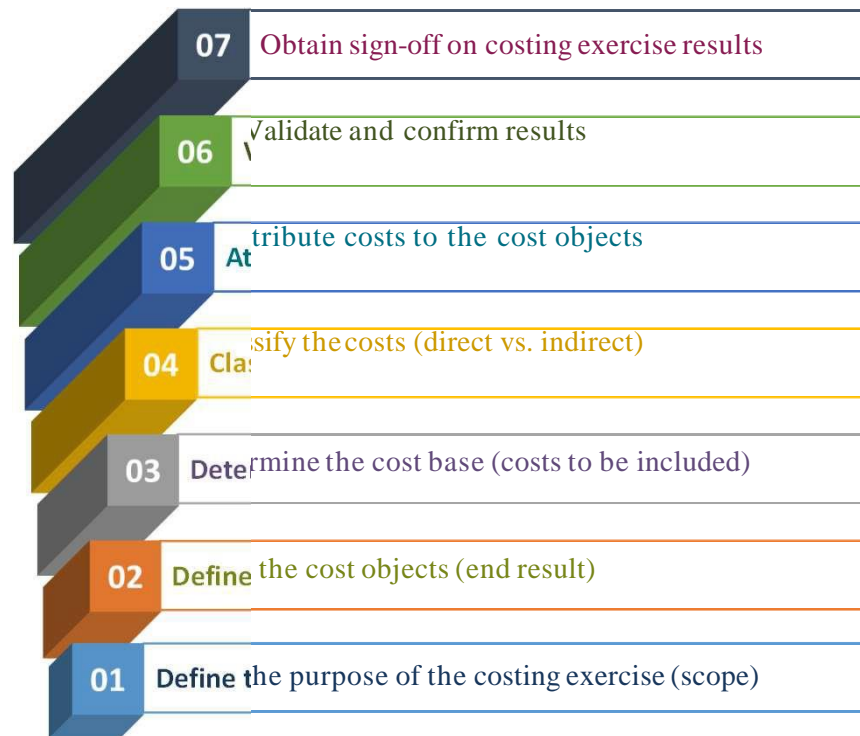 07 Obtain sign-off on costing exercise results
06 Validate and confirm results
05 Attribute costs to the cost objects
04 Classify the costs (direct vs. indirect)
03 Determine the cost base (costs to be included)
02 Define the cost objects (end result)
01 Define the purpose of the costing exercise (scope)